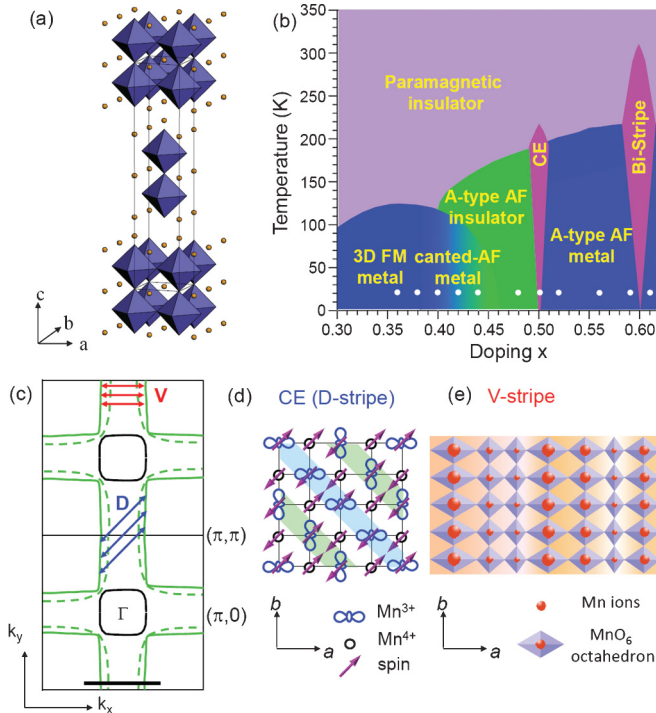 (a)
c
b
a
(b)
Temperature (K)
350
300
250
200
150
100
50
0
Paramagnetic
insulator
A-type AF
insulator
CE
Bi-Stripe
3D FM
metal
canted-AF
metal
A-type AF
metal
0.30 0.35 0.40 0.45 0.50 0.55 0.60
Doping x
(c)
V
D
(π,π)
Γ
(π,0)
ky
kx
(d) CE (D-stripe)
b
a
Mn3+
Mn4+
spin
(e) V-stripe
b
a
Mn ions
MnO6
octahedron